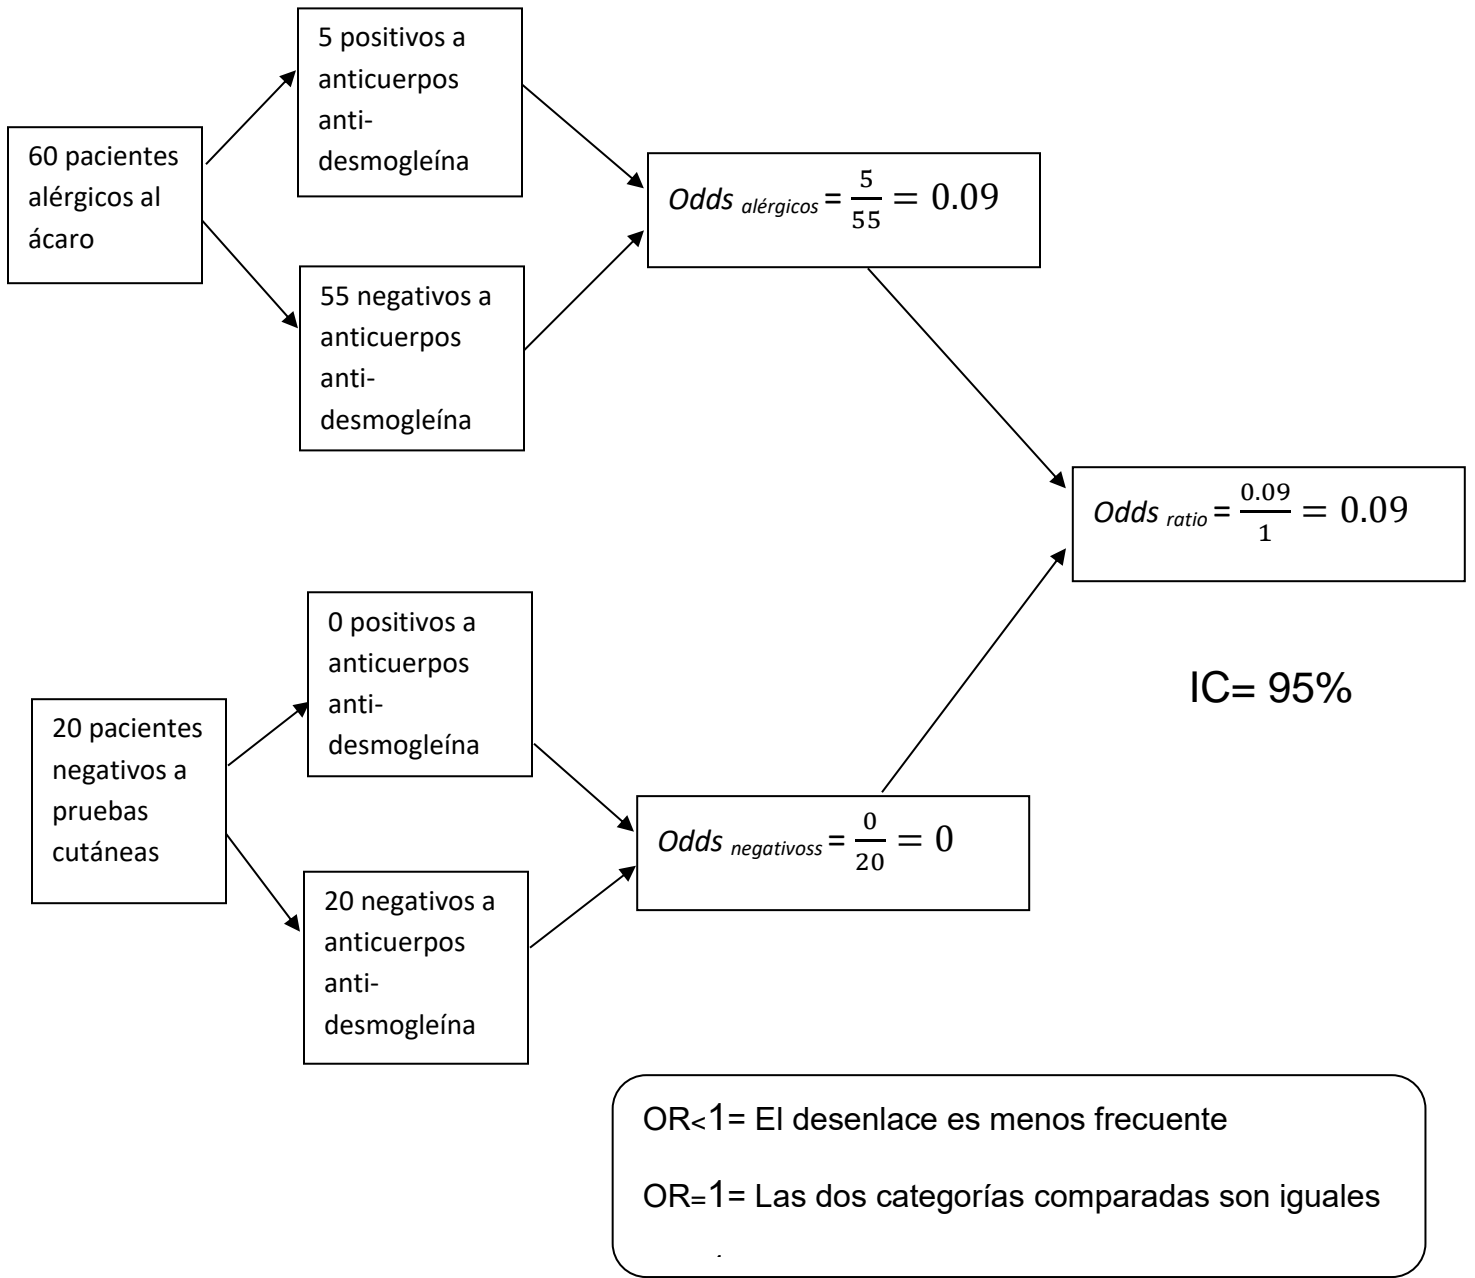 5 positivos a
anticuerpos
anti-
desmogleína
60 pacientes
alérgicos al
ácaro
55 negativos a
anticuerpos
anti-
desmogleína
Odds alérgicos = 5/55 = 0.09
Odds ratio = 0.09/1 = 0.09
IC= 95%
0 positivos a
anticuerpos
anti-
desmogleína
20 pacientes
negativos a
pruebas
cutáneas
20 negativos a
anticuerpos
anti-
desmogleína
Odds negativoss = 0/20 = 0
OR<1= El desenlace es menos frecuente
OR=1= Las dos categorías comparadas son iguales